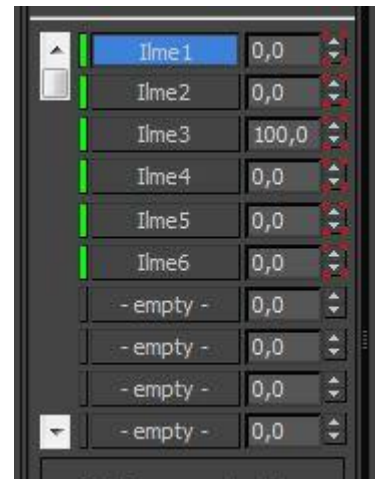 Ilme1 0,0
Ilme2 0,0
Ilme3 100,0
Ilme4 0,0
Ilme5 0,0
Ilme6 0,0
- empty - 0,0
- empty - 0,0
- empty - 0,0
- empty - 0,0